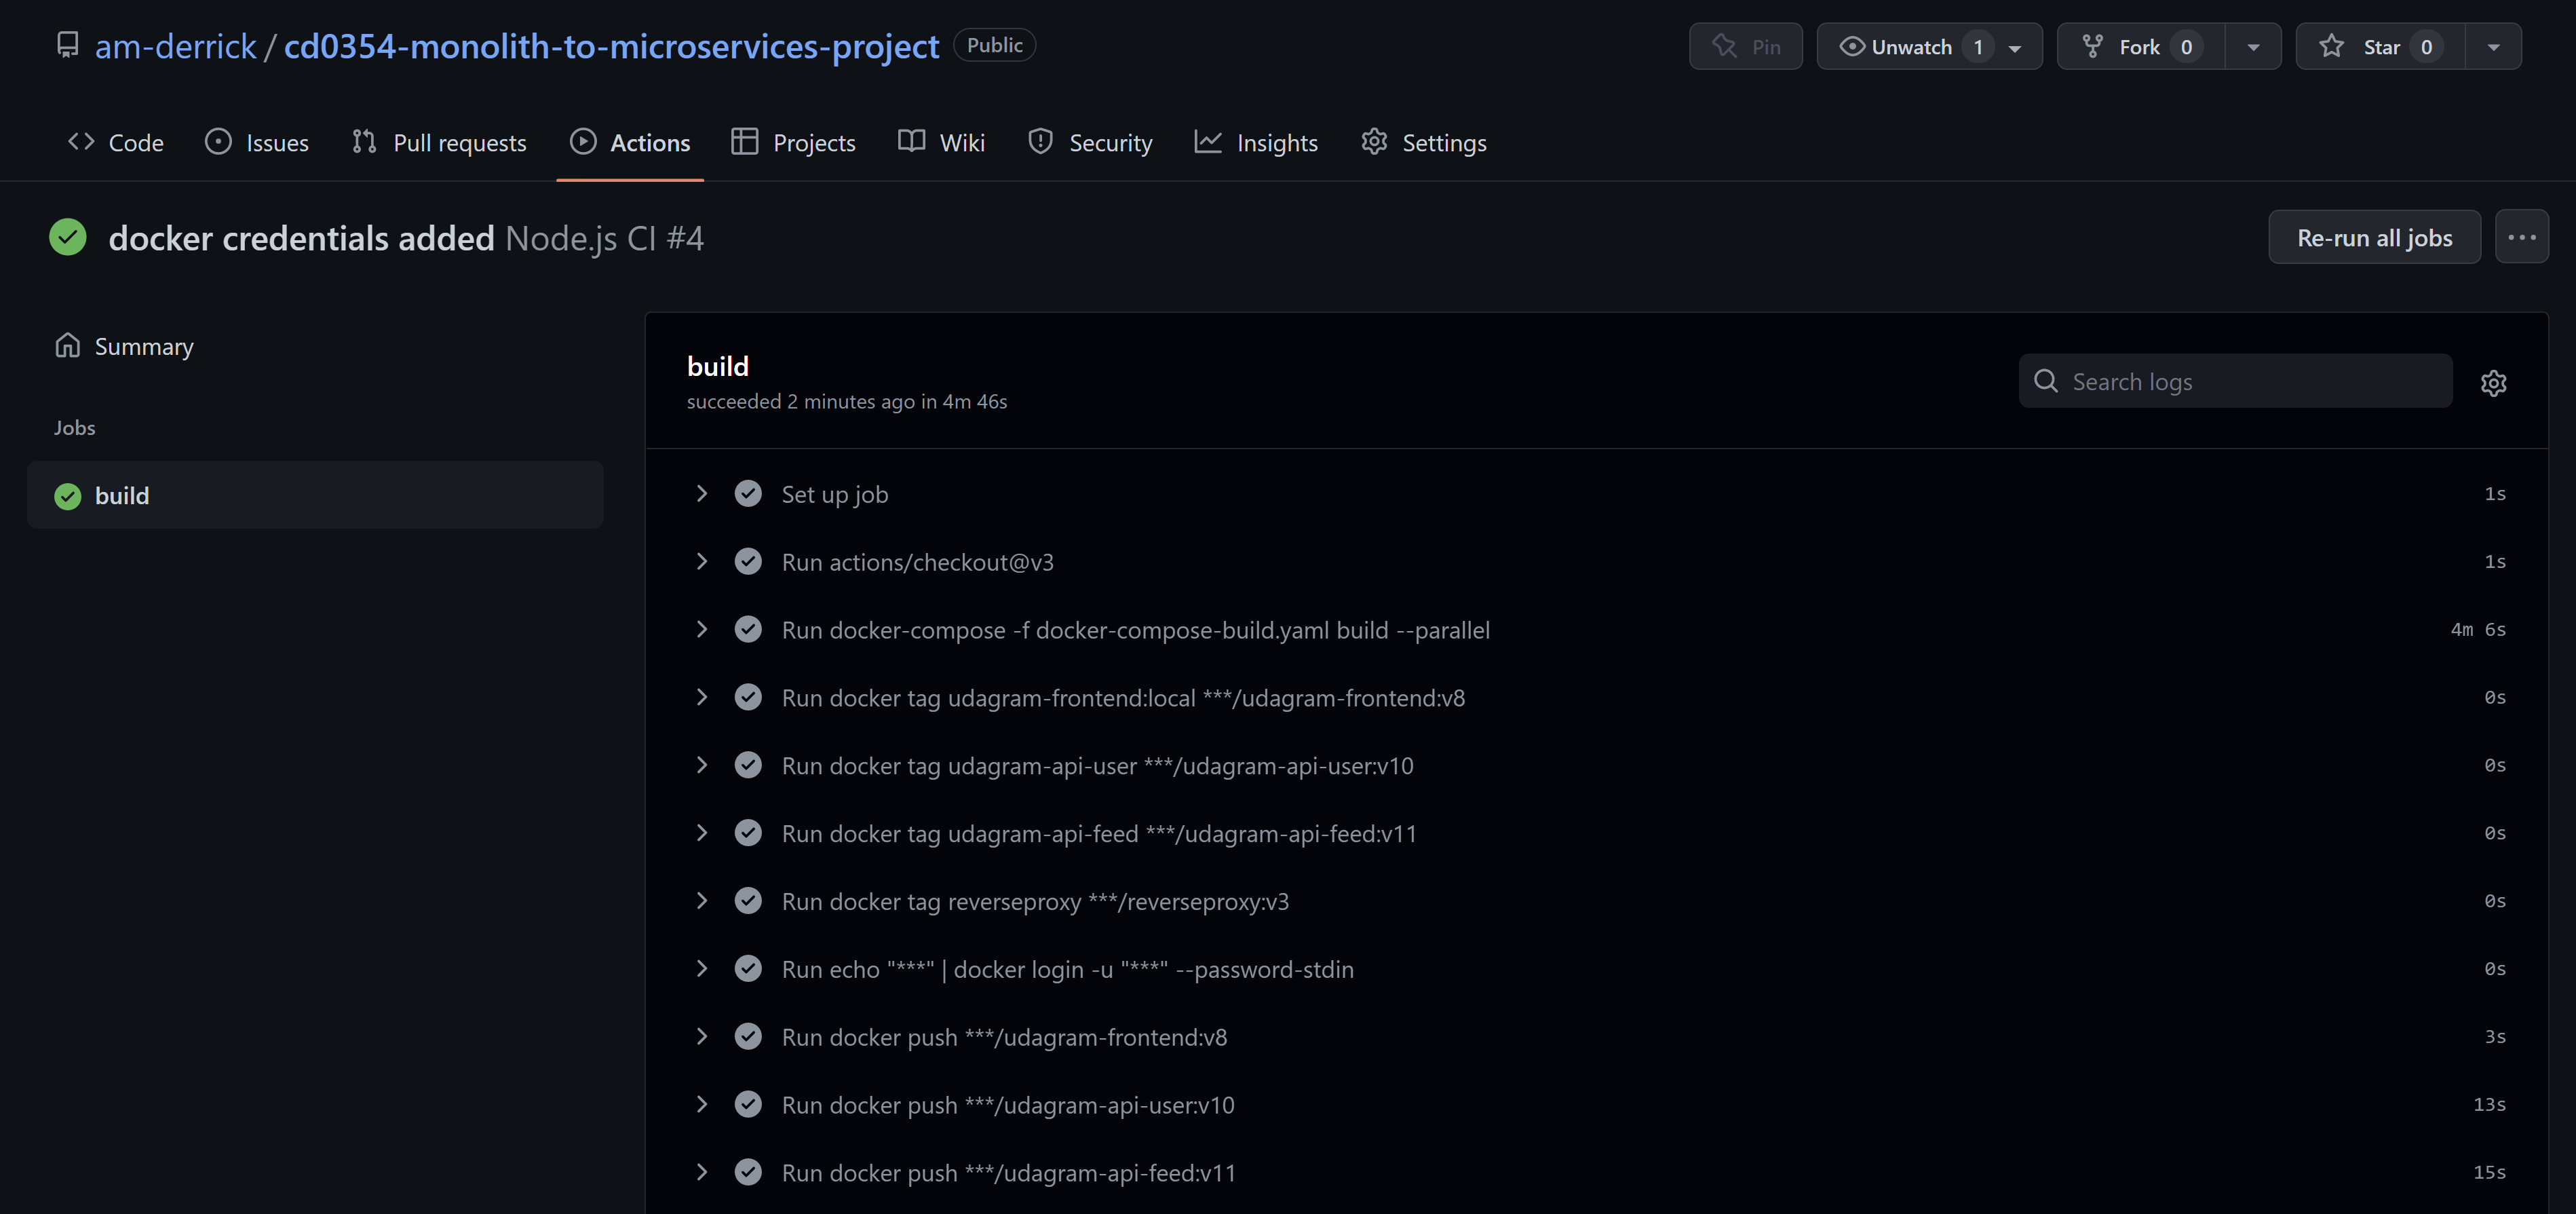 am-derrick / cd0354-monolith-to-microservices-project Public
Pin Unwatch 1 Fork 0 Star 0
Code Issues Pull requests Actions Projects Wiki Security Insights Settings
docker credentials added Node.js CI #4
Re-run all jobs
Summary
Jobs
build
build
succeeded 2 minutes ago in 4m 46s
Search logs
Set up job 1s
Run actions/checkout@v3 1s
Run docker-compose -f docker-compose-build.yaml build --parallel 4m 6s
Run docker tag udagram-frontend:local ***/udagram-frontend:v8 0s
Run docker tag udagram-api-user ***/udagram-api-user:v10 0s
Run docker tag udagram-api-feed ***/udagram-api-feed:v11 0s
Run docker tag reverseproxy ***/reverseproxy:v3 0s
Run echo "***" | docker login -u "***" --password-stdin 0s
Run docker push ***/udagram-frontend:v8 3s
Run docker push ***/udagram-api-user:v10 13s
Run docker push ***/udagram-api-feed:v11 15s